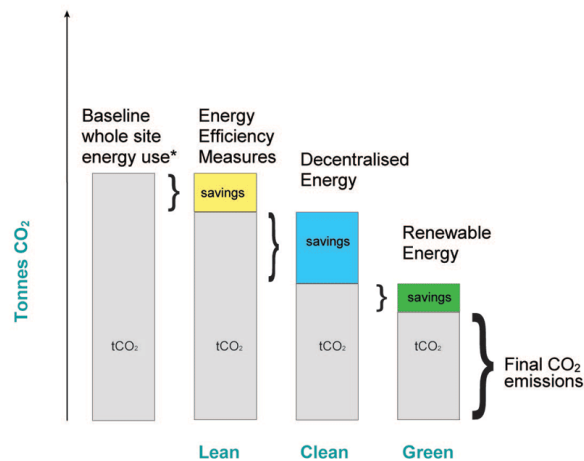 Baseline
whole site
energy use*
Energy
Efficiency
Measures
Decentralised
Energy
Renewable
Energy
savings
savings
savings
tCO₂
tCO₂
tCO₂
tCO₂
Final CO₂
emissions
Tonnes CO₂
Lean
Clean
Green